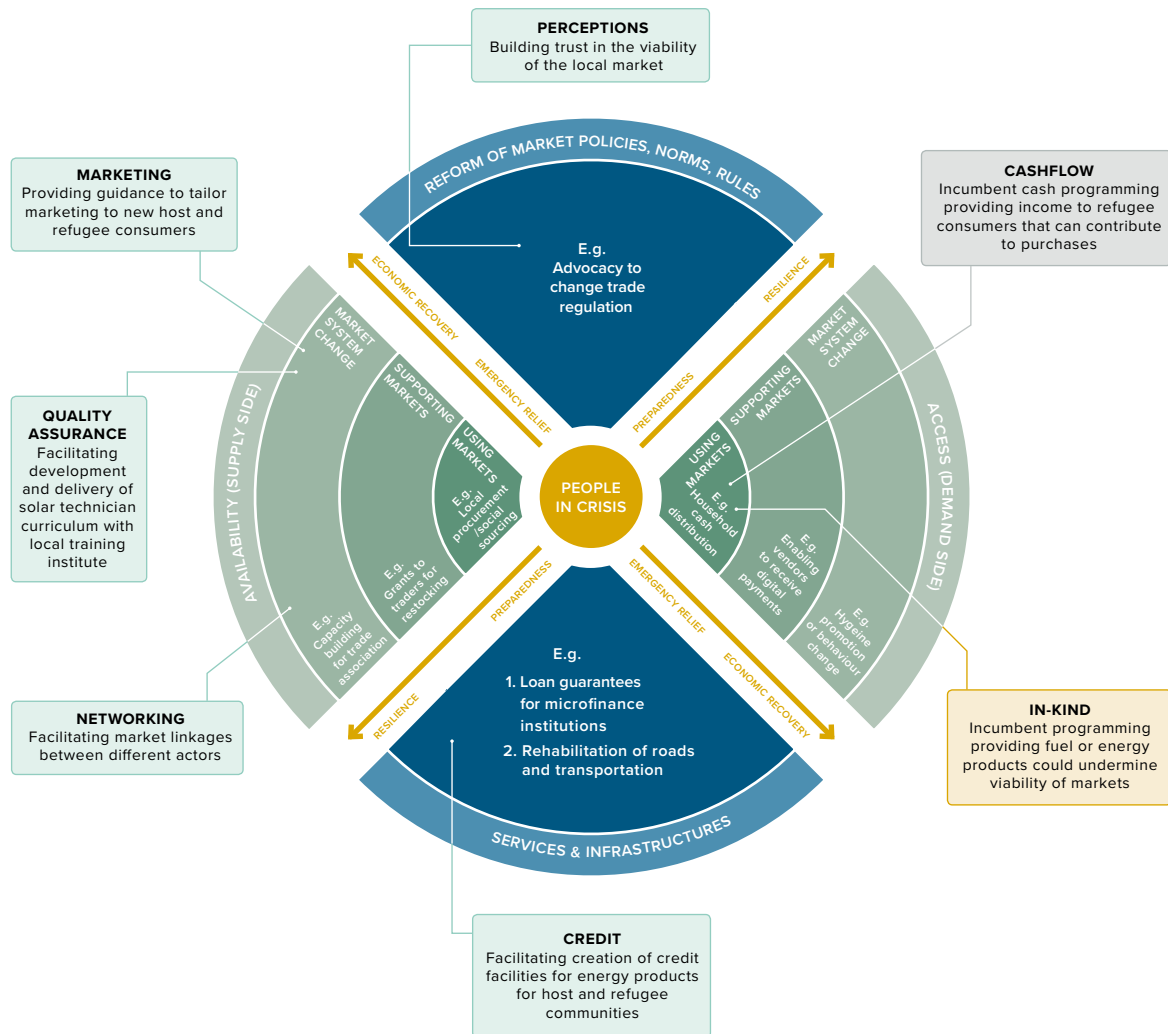 PERCEPTIONS
Building trust in the viability
of the local market
REFORM OF MARKET POLICIES, NORMS, RULES
MARKETING
Providing guidance to tailor
marketing to new host and
refugee consumers
CASHFLOW
Incumbent cash programming
providing income to refugee
consumers that can contribute
to purchases
E.g.
Advocacy to
change trade
regulation
ECONOMIC RECOVERY
EMERGENCY RELIEF
RESILIENCE
PREPAREDNESS
AVAILABILITY (SUPPLY SIDE)
MARKET
SYSTEM
CHANGE
SUPPORTING
MARKETS
USING
MARKETS
E.g.
Local
procurement
/social
sourcing
E.g.
Grants to
traders for
restocking
E.g.
Capacity
building
for trade
association
QUALITY
ASSURANCE
Facilitating
development
and delivery of
solar technician
curriculum with
local training
institute
PEOPLE
IN CRISIS
USING
MARKETS
SUPPORTING
MARKETS
MARKET
SYSTEM
CHANGE
ACCESS (DEMAND SIDE)
E.g.
Household
cash
distribution
E.g.
Enabling
vendors
to receive
digital
payments
E.g.
Hygeine
promotion
or behaviour
change
PREPAREDNESS
RESILIENCE
EMERGENCY RELIEF
ECONOMIC RECOVERY
E.g.
1. Loan guarantees
for microfinance
institutions
2. Rehabilitation of roads
and transportation
NETWORKING
Facilitating market linkages
between different actors
IN-KIND
Incumbent programming
providing fuel or energy
products could undermine
viability of markets
SERVICES & INFRASTRUCTURES
CREDIT
Facilitating creation of credit
facilities for energy products
for host and refugee
communities